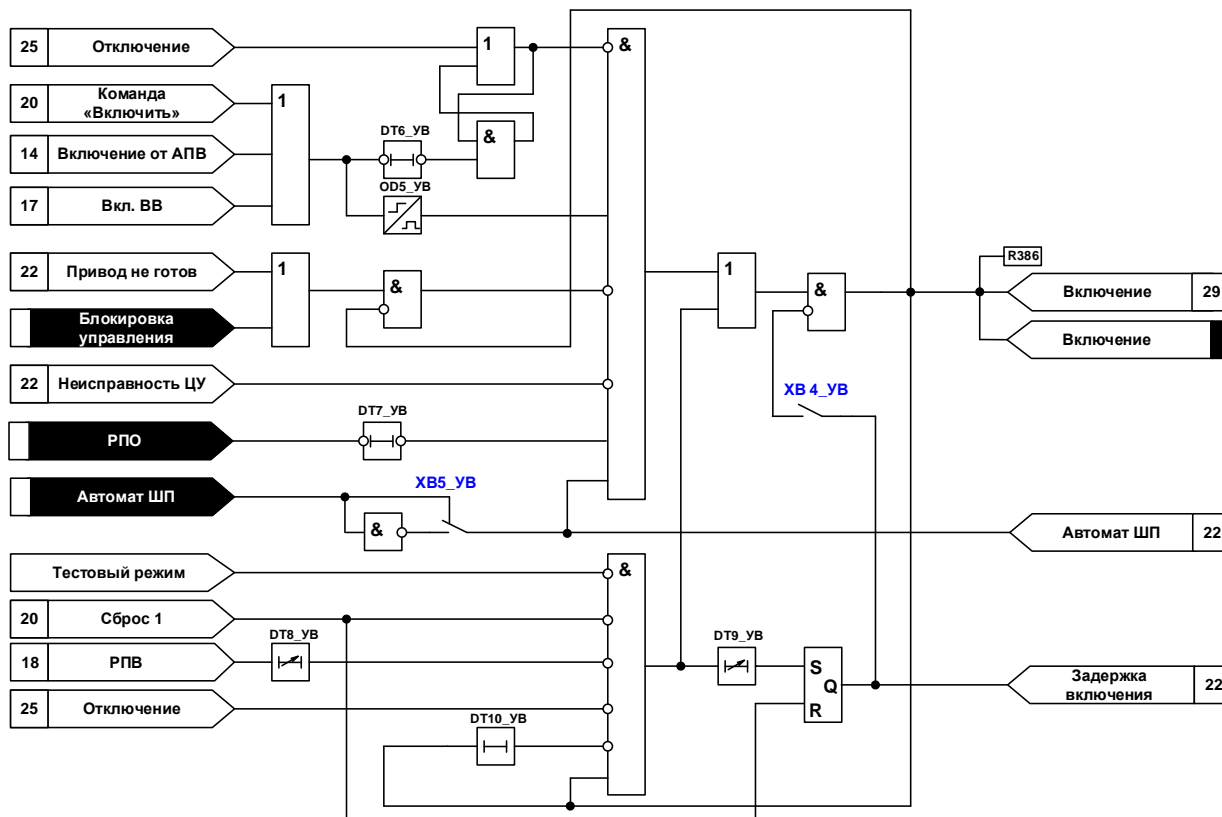 25 Отключение
1
&
20 Команда «Включить»
1
14 Включение от АПВ
DT6_УВ
&
17 Вкл. ВВ
OD5_УВ
22 Привод не готов
1
&
1
&
R386
Включение 29
Блокировка управления
Включение
22 Неисправность ЦУ
ХВ 4_УВ
РПО
DT7_УВ
Автомат ШП
ХВ5_УВ
&
Автомат ШП 22
Тестовый режим
&
20 Сброс 1
18 РПВ
DT8_УВ
DT9_УВ
S
Q
R
Задержка включения 22
25 Отключение
DT10_УВ